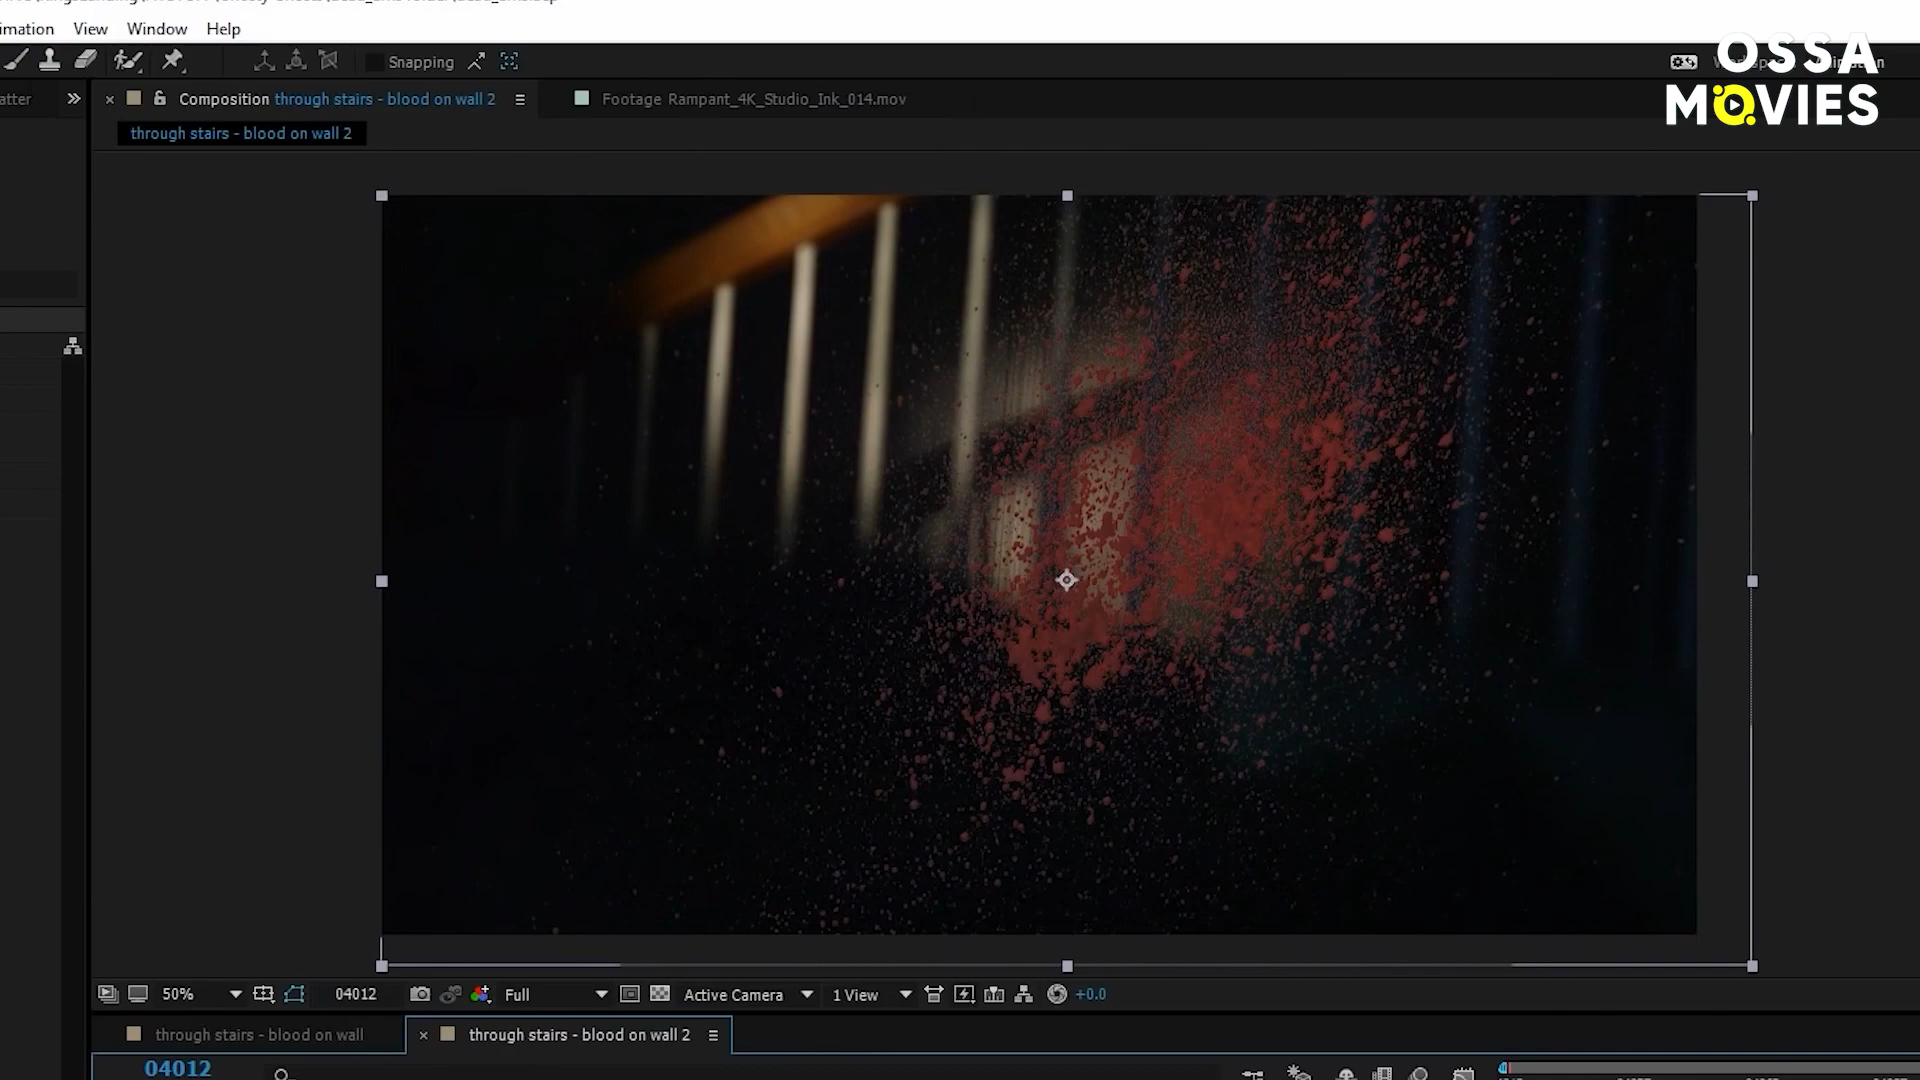 imation View Window Help
Snapping
OSSA
MOVIES
atter
Composition through stairs - blood on wall 2
Footage Rampant_4K_Studio_Ink_014.mov
through stairs - blood on wall 2
50%
04012
Full
Active Camera
1 View
+0.0
through stairs - blood on wall
through stairs - blood on wall 2
04012